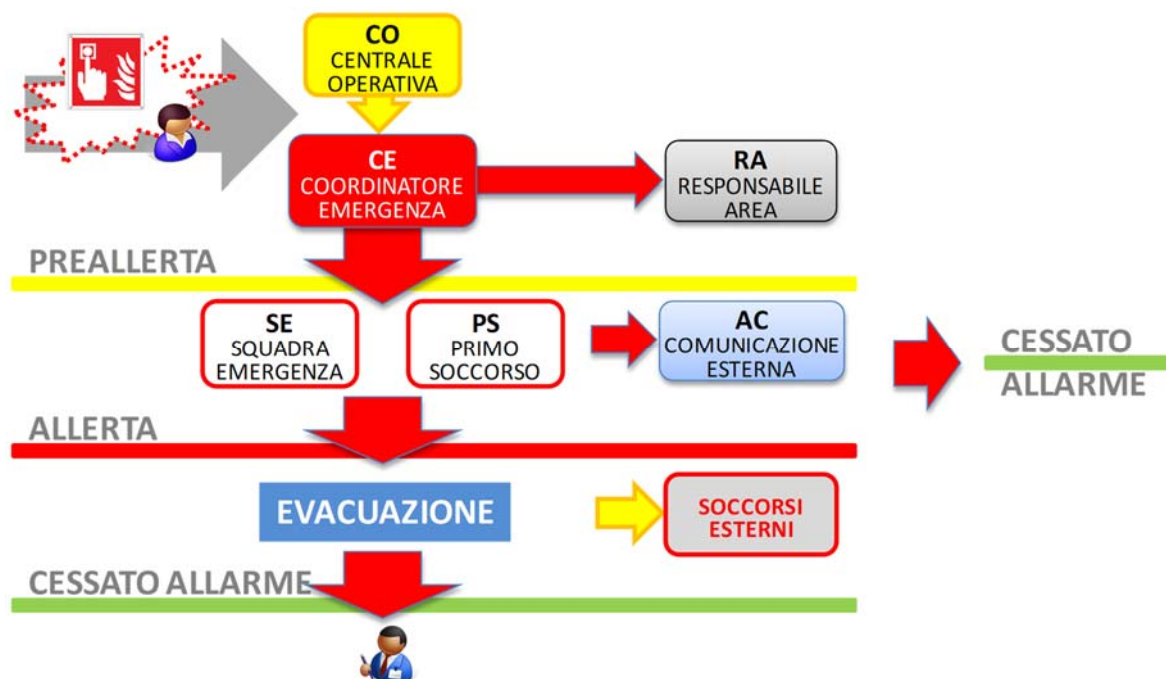 CO
CENTRALE
OPERATIVA
CE
COORDINATORE
EMERGENZA
RA
RESPONSABILE
AREA
PREALLERTA
SE
SQUADRA
EMERGENZA
PS
PRIMO
SOCCORSO
AC
COMUNICAZIONE
ESTERNA
CESSATO
ALLARME
ALLERTA
EVACUAZIONE
SOCCORSI
ESTERNI
CESSATO ALLARME